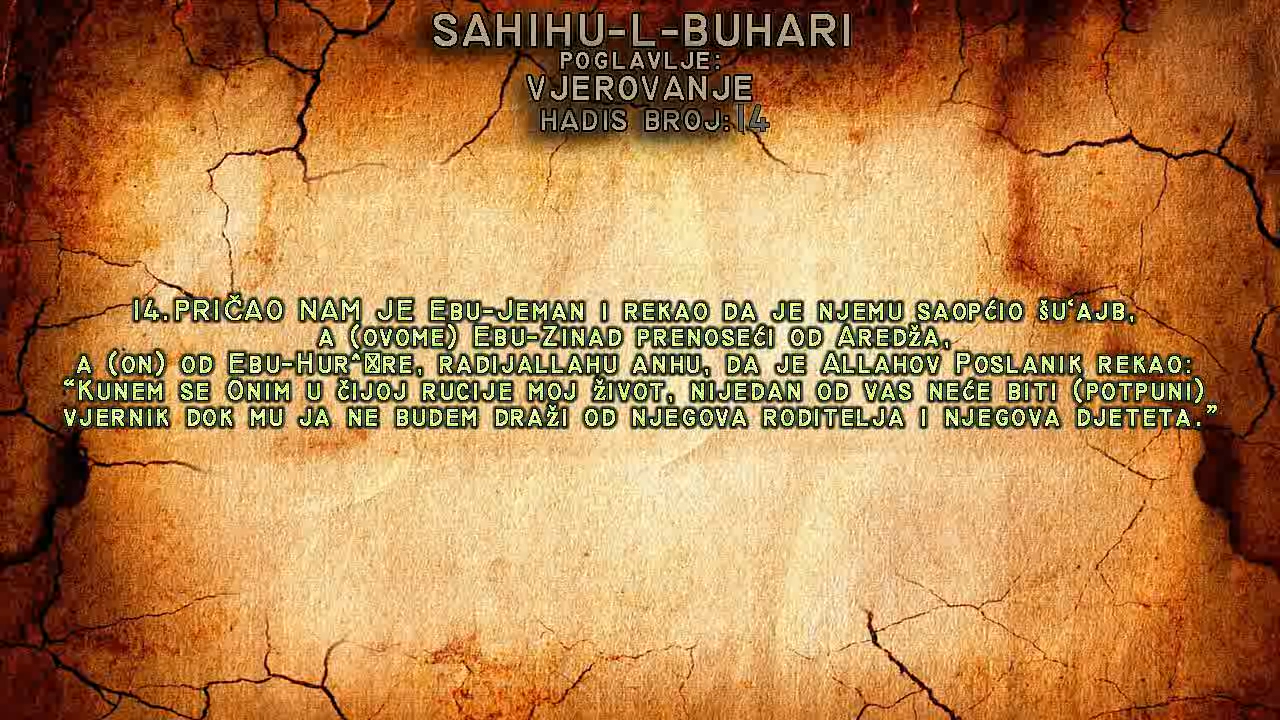 SAHIHU-L-BUHARI
POGLAVLJE:
VJEROVANJE
HADIS BROJ:14
14.PRIČAO NAM JE EBU-JEMAN I REKAO DA JE NJEMU SAOPĆIO ŠU‘AJB,
A (OVOME) EBU-ZINAD PRENOSEĆI OD AREDŽA,
A (ON) OD EBU-HURˆ☒RE, RADIJALLAHU ANHU, DA JE ALLAHOV POSLANIK REKAO:
“KUNEM SE ONIM U ČIJOJ RUCIJE MOJ ŽIVOT, NIJEDAN OD VAS NEĆE BITI (POTPUNI)
VJERNIK DOK MU JA NE BUDEM DRAŽI OD NJEGOVA RODITELJA I NJEGOVA DJETETA.”